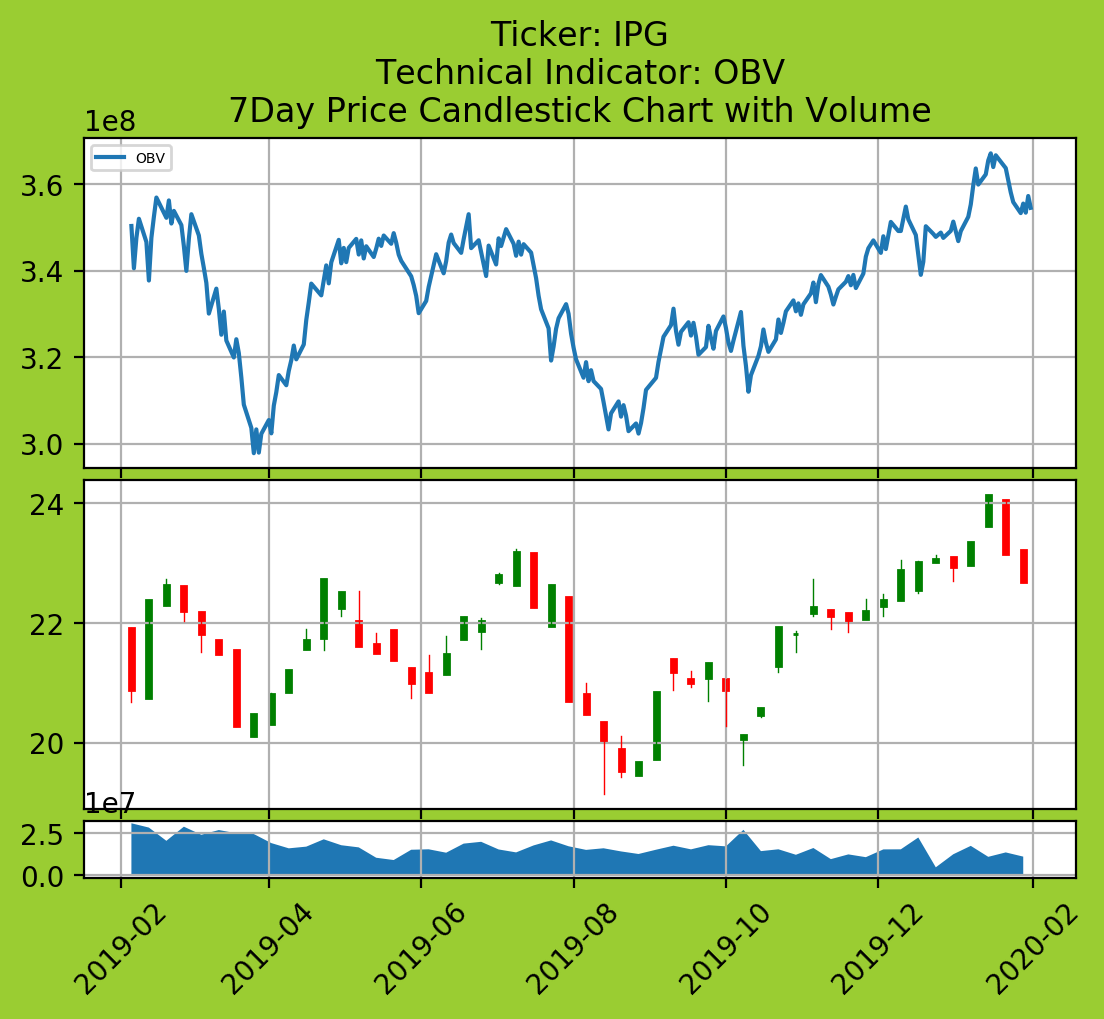 Ticker: IPG
Technical Indicator: OBV
7Day Price Candlestick Chart with Volume
1e8
OBV
3.6
3.4
3.2
3.0
24
22
20
1e7
2.5
0.0
2019-02
2019-04
2019-06
2019-08
2019-10
2019-12
2020-02